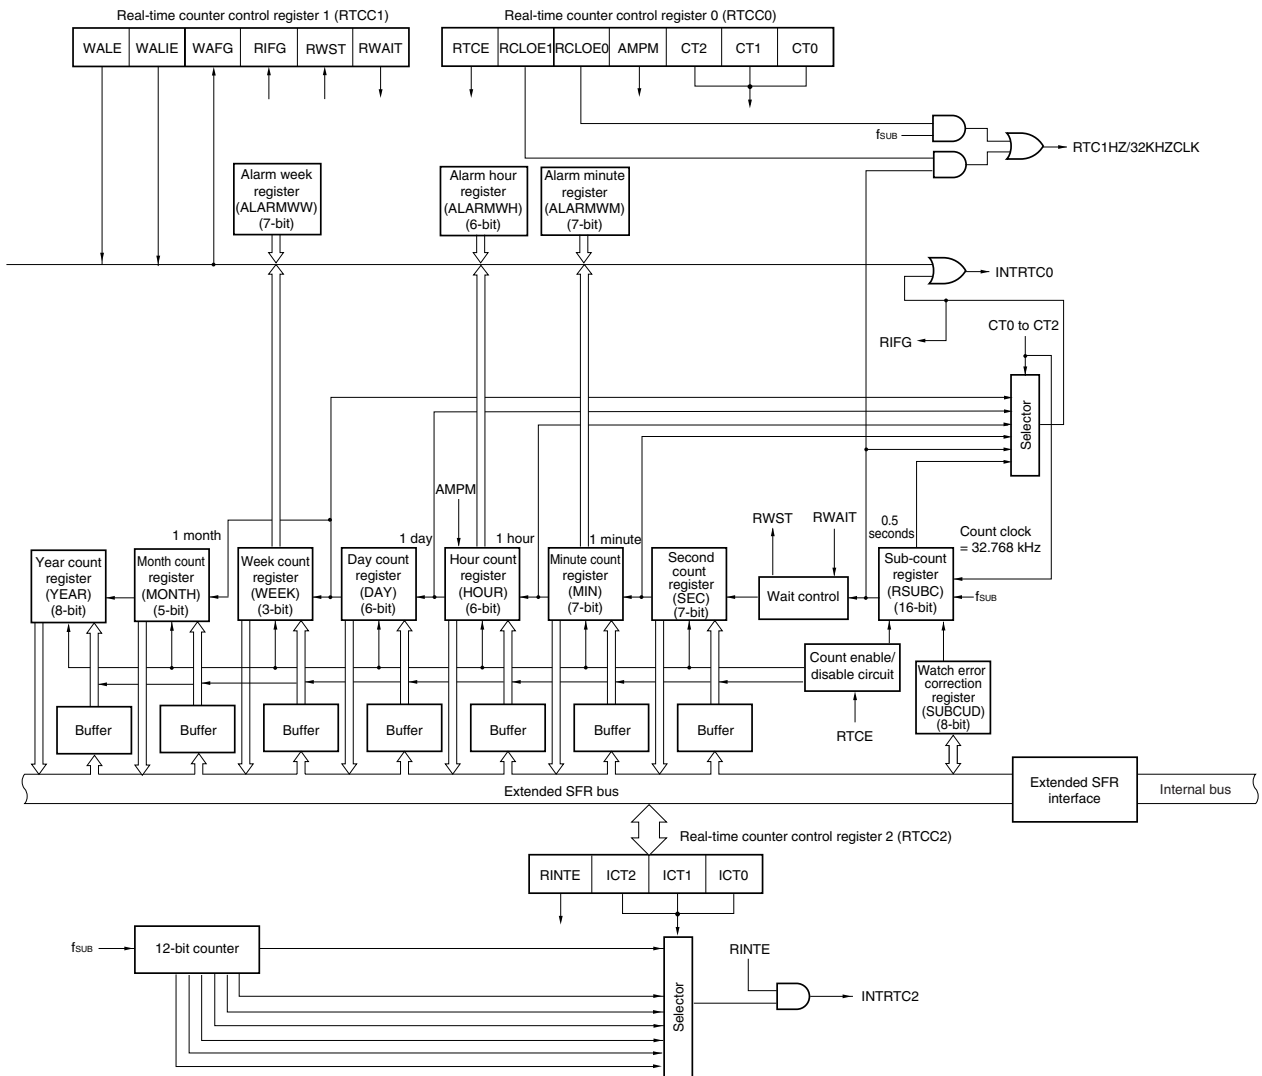 Real-time counter control register 1 (RTCC1)
WALE WALIE WAFG RIFG RWST RWAIT
Real-time counter control register 0 (RTCC0)
RTCE RCLOE1 RCLOE0 AMPM CT2 CT1 CT0
fSUB
RTC1HZ/32KHZCLK
Alarm week
register
(ALARMWW)
(7-bit)
Alarm hour
register
(ALARMWH)
(6-bit)
Alarm minute
register
(ALARMWM)
(7-bit)
INTRTC0
RIFG
CT0 to CT2
Selector
AMPM
1 month
1 day
1 hour
1 minute
RWST
RWAIT
0.5
seconds
Count clock
= 32.768 kHz
Year count
register
(YEAR)
(8-bit)
Month count
register
(MONTH)
(5-bit)
Week count
register
(WEEK)
(3-bit)
Day count
register
(DAY)
(6-bit)
Hour count
register
(HOUR)
(6-bit)
Minute count
register
(MIN)
(7-bit)
Second
count
register
(SEC)
(7-bit)
Wait control
Sub-count
register
(RSUBC)
(16-bit)
fSUB
Count enable/
disable circuit
RTCE
Watch error
correction
register
(SUBCUD)
(8-bit)
Buffer
Buffer
Buffer
Buffer
Buffer
Buffer
Buffer
Extended SFR bus
Extended SFR
interface
Internal bus
Real-time counter control register 2 (RTCC2)
RINTE ICT2 ICT1 ICT0
fSUB
12-bit counter
Selector
RINTE
INTRTC2